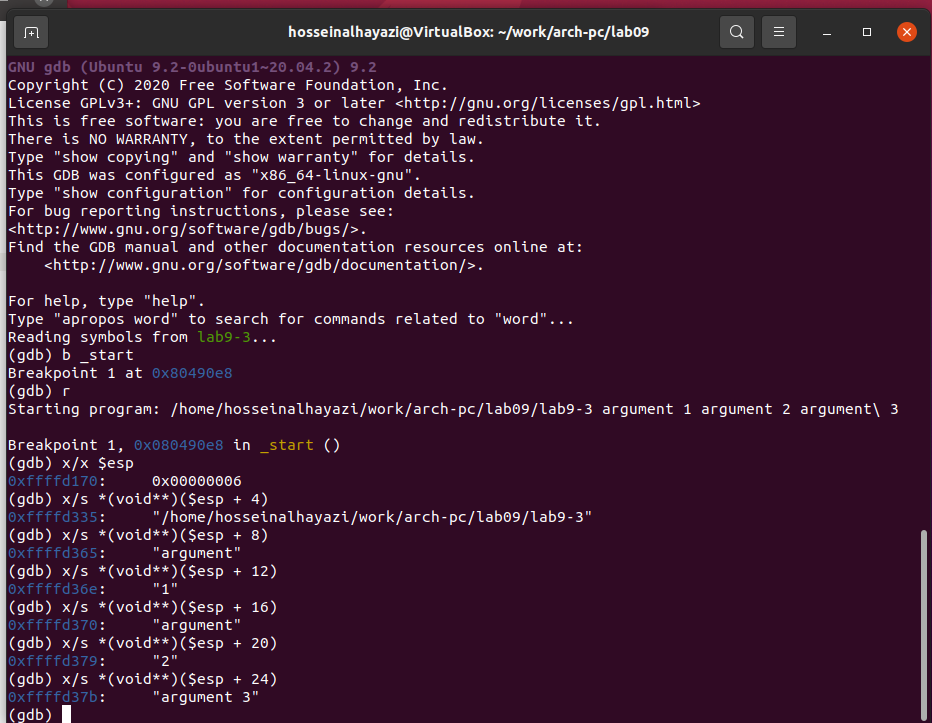 hosseinalhayazi@VirtualBox: ~/work/arch-pc/lab09
GNU gdb (Ubuntu 9.2-0ubuntu1~20.04.2) 9.2
Copyright (C) 2020 Free Software Foundation, Inc.
License GPLv3+: GNU GPL version 3 or later <http://gnu.org/licenses/gpl.html>
This is free software: you are free to change and redistribute it.
There is NO WARRANTY, to the extent permitted by law.
Type "show copying" and "show warranty" for details.
This GDB was configured as "x86_64-linux-gnu".
Type "show configuration" for configuration details.
For bug reporting instructions, please see:
<http://www.gnu.org/software/gdb/bugs/>.
Find the GDB manual and other documentation resources online at:
    <http://www.gnu.org/software/gdb/documentation/>.

For help, type "help".
Type "apropos word" to search for commands related to "word"...
Reading symbols from lab9-3...
(gdb) b _start
Breakpoint 1 at 0x80490e8
(gdb) r
Starting program: /home/hosseinalhayazi/work/arch-pc/lab09/lab9-3 argument 1 argument 2 argument\ 3

Breakpoint 1, 0x080490e8 in _start ()
(gdb) x/x $esp
0xffffd170:     0x00000006
(gdb) x/s *(void**)($esp + 4)
0xffffd335:     "/home/hosseinalhayazi/work/arch-pc/lab09/lab9-3"
(gdb) x/s *(void**)($esp + 8)
0xffffd365:     "argument"
(gdb) x/s *(void**)($esp + 12)
0xffffd36e:     "1"
(gdb) x/s *(void**)($esp + 16)
0xffffd370:     "argument"
(gdb) x/s *(void**)($esp + 20)
0xffffd379:     "2"
(gdb) x/s *(void**)($esp + 24)
0xffffd37b:     "argument 3"
(gdb)